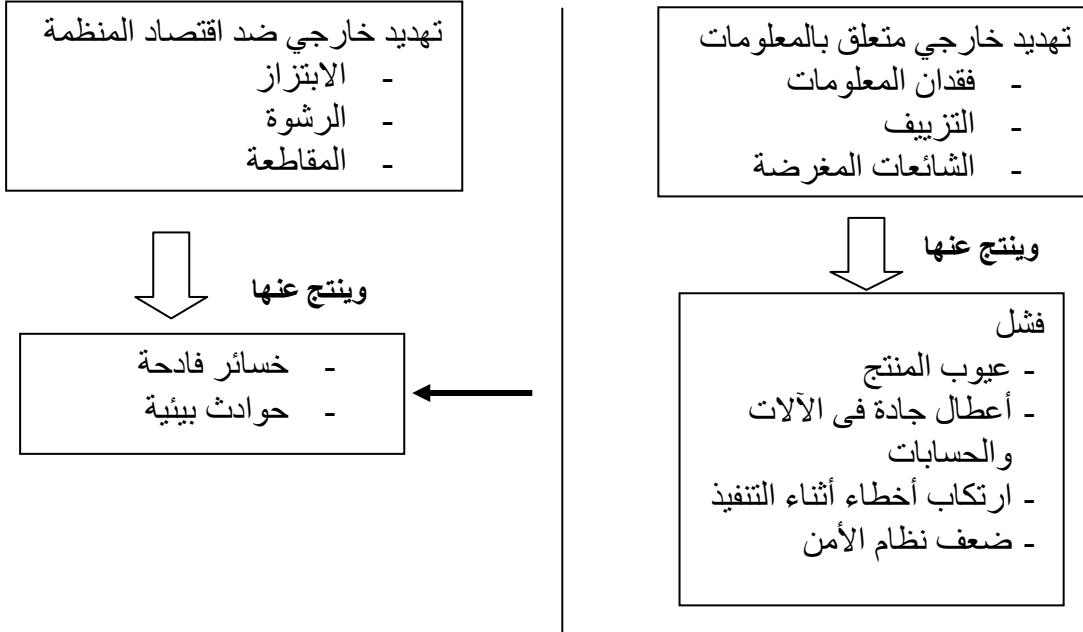 تهديد خارجي متعلق بالمعلومات
- فقدان المعلومات
- التزييف
- الشائعات المغرضة
وينتج عنها
فشل
- عيوب المنتج
- أعطال جادة فى الآلات
والحسابات
- ارتكاب أخطاء أثناء التنفيذ
- ضعف نظام الأمن
تهديد خارجي ضد اقتصاد المنظمة
- الابتزاز
- الرشوة
- المقاطعة
وينتج عنها
- خسائر فادحة
- حوادث بيئية